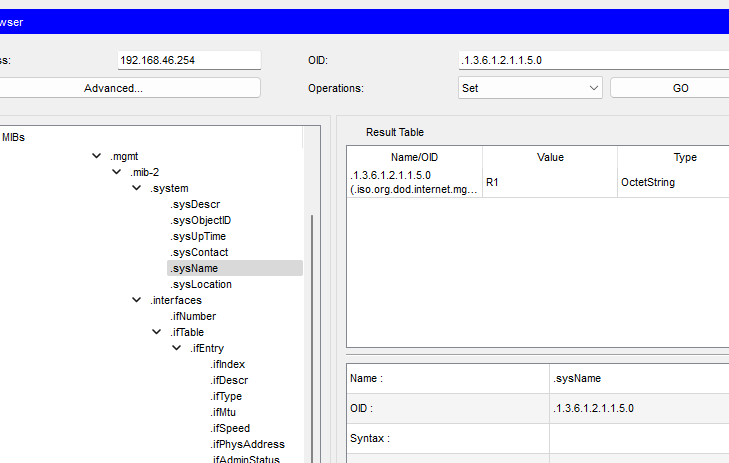 wser
ss: 192.168.46.254 OID: .1.3.6.1.2.1.1.5.0
Advanced... Operations: Set GO
MIBs
.mgmt
.mib-2
.system
.sysDescr
.sysObjectID
.sysUpTime
.sysContact
.sysName
.sysLocation
.interfaces
.ifNumber
.ifTable
.ifEntry
.ifIndex
.ifDescr
.ifType
.ifMtu
.ifSpeed
.ifPhysAddress
.ifAdminStatus
Result Table
Name/OID Value Type
.1.3.6.1.2.1.1.5.0
(.iso.org.dod.internet.mg... R1 OctetString
Name : .sysName
OID : .1.3.6.1.2.1.1.5.0
Syntax :